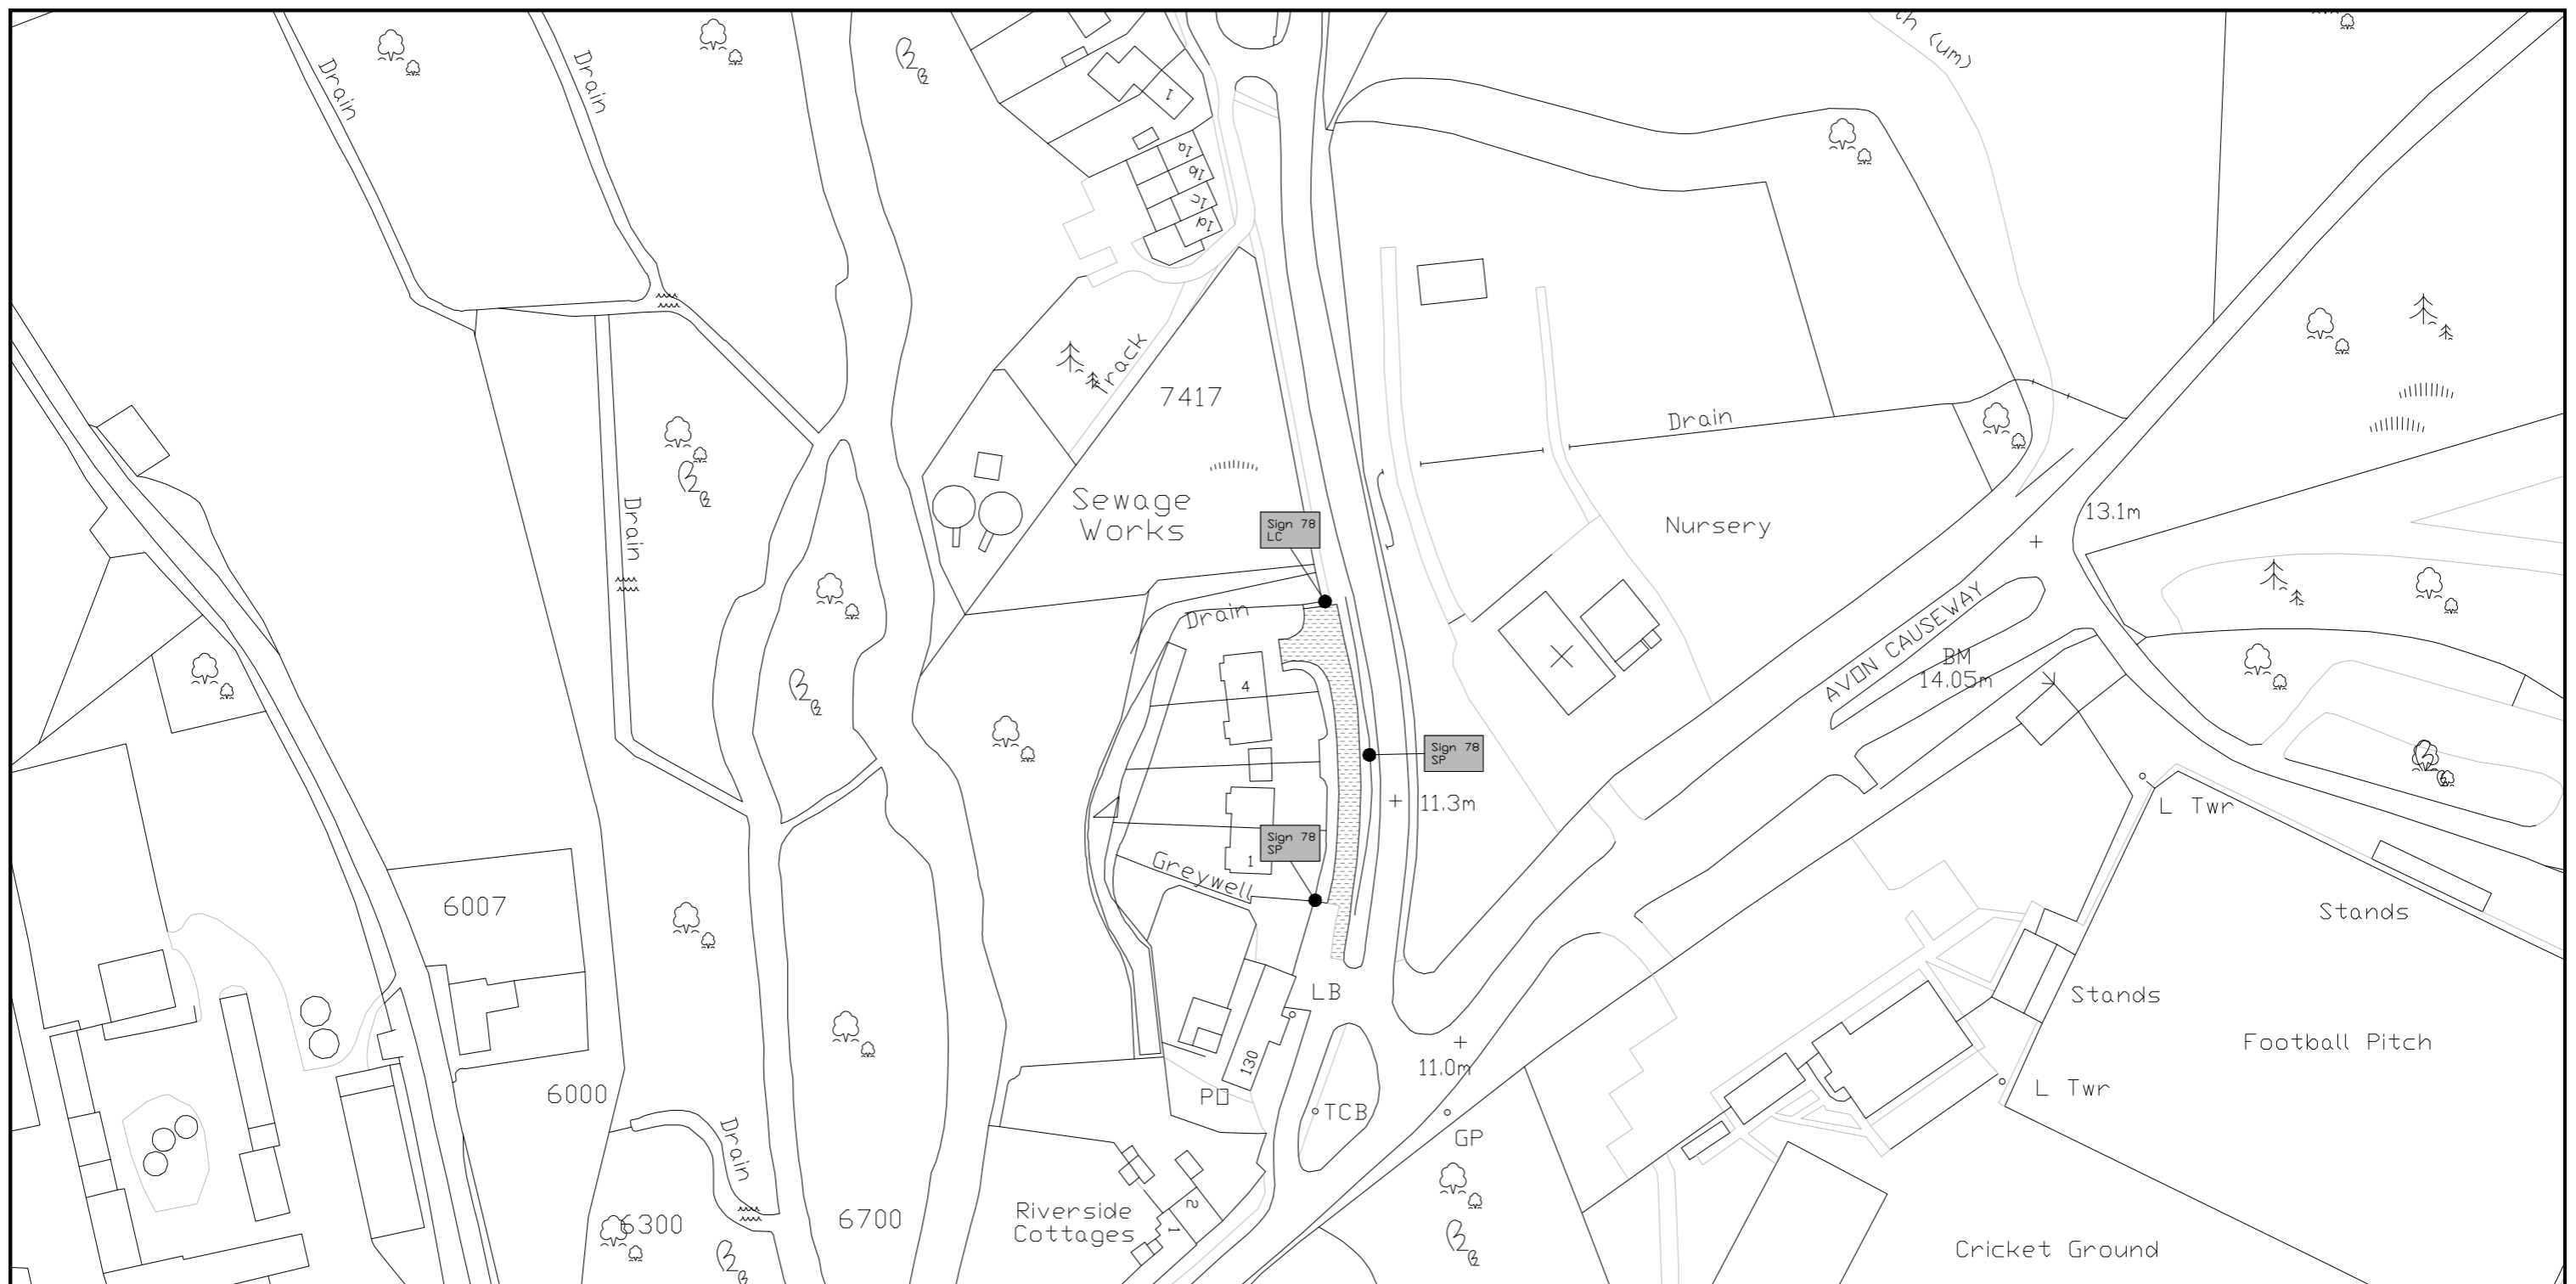 Drain
Drain
th (um)
1
1a
1b
1c
1d
Track
7417
Drain
Drain
Sewage
Works
Sign 78
LC
Nursery
13.1m
Drain
AVON CAUSEWAY
BM
14.05m
4
Sign 78
SP
11.3m
L Twr
Sign 78
SP
1
Greywell
6007
Stands
LB
Stands
Football Pitch
130
11.0m
6000
PO
TCB
L Twr
GP
Drain
6300
6700
Riverside
Cottages
2
1
Cricket Ground